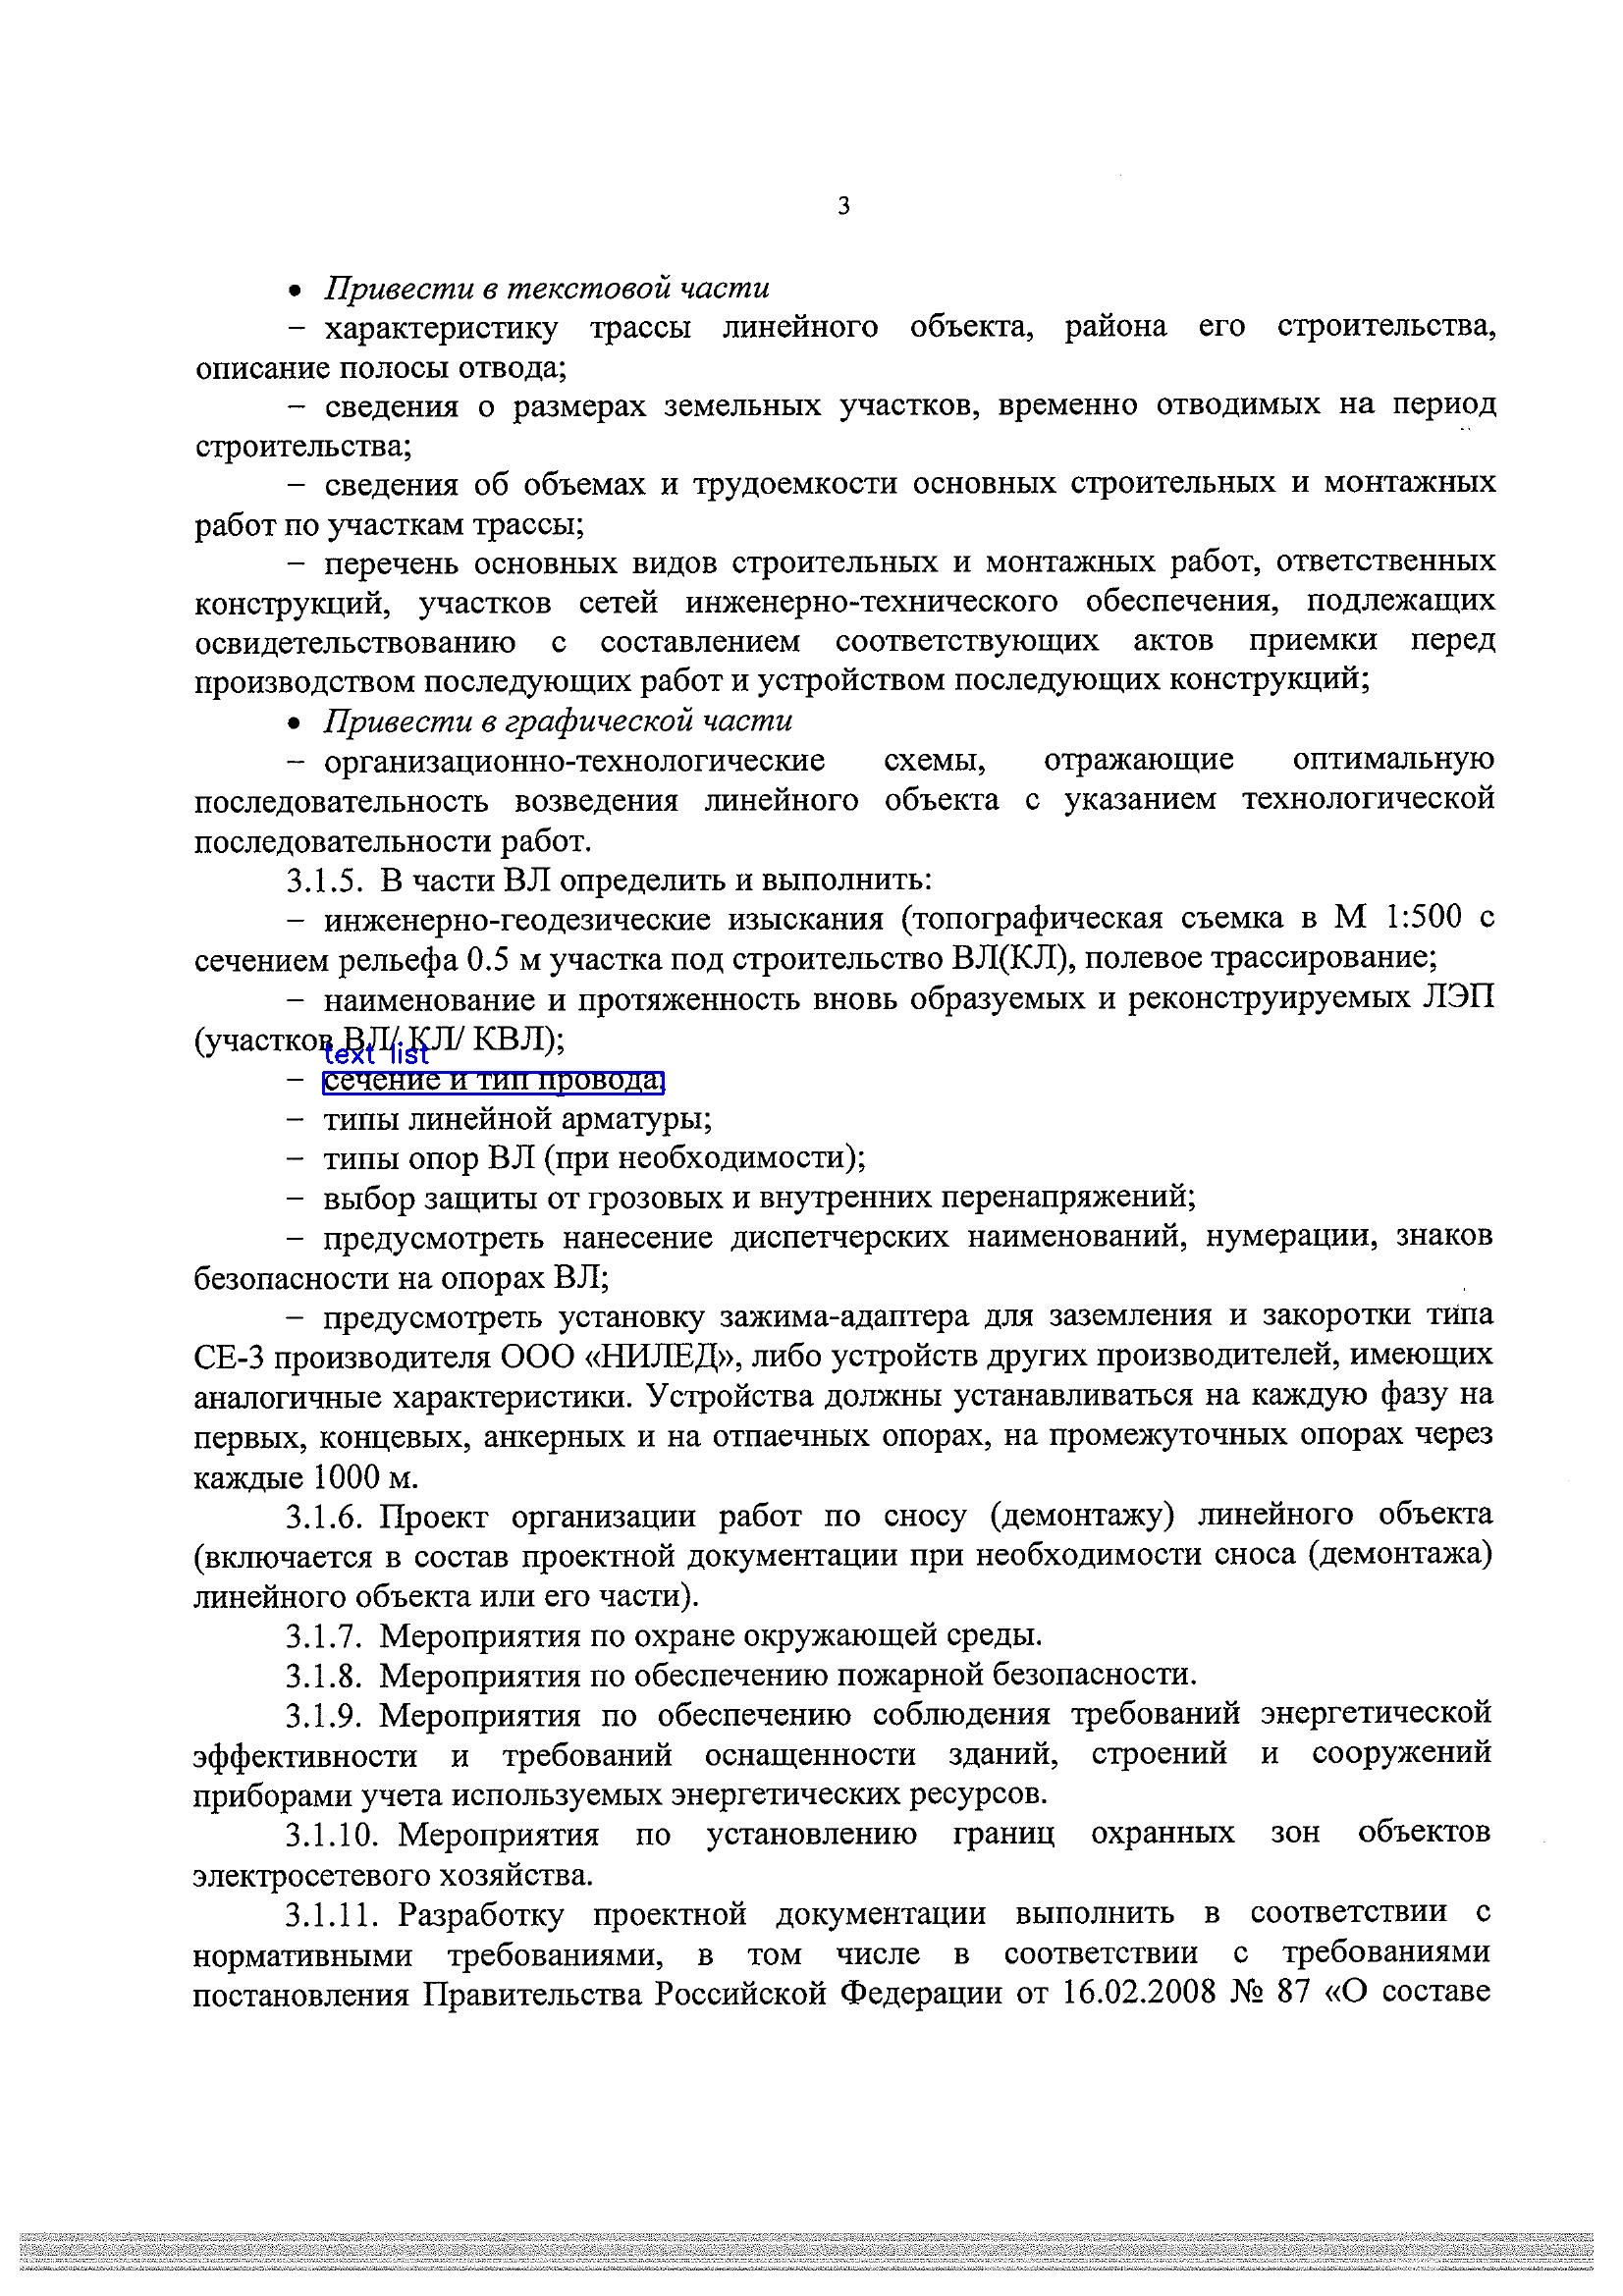 3
• Привести в текстовой части
− характеристику трассы линейного объекта, района его строительства,
описание полосы отвода;
− сведения о размерах земельных участков, временно отводимых на период
строительства;
− сведения об объемах и трудоемкости основных строительных и монтажных
работ по участкам трассы;
− перечень основных видов строительных и монтажных работ, ответственных
конструкций, участков сетей инженерно-технического обеспечения, подлежащих
освидетельствованию с составлением соответствующих актов приемки перед
производством последующих работ и устройством последующих конструкций;
• Привести в графической части
− организационно-технологические схемы, отражающие оптимальную
последовательность возведения линейного объекта с указанием технологической
последовательности работ.
3.1.5. В части ВЛ определить и выполнить:
− инженерно-геодезические изыскания (топографическая съемка в М 1:500 с
сечением рельефа 0.5 м участка под строительство ВЛ(КЛ), полевое трассирование;
− наименование и протяженность вновь образуемых и реконструируемых ЛЭП
(участков ВЛ/ КЛ/ КВЛ);
text list
− сечение и тип провода;
− типы линейной арматуры;
− типы опор ВЛ (при необходимости);
− выбор защиты от грозовых и внутренних перенапряжений;
− предусмотреть нанесение диспетчерских наименований, нумерации, знаков
безопасности на опорах ВЛ;
− предусмотреть установку зажима-адаптера для заземления и закоротки типа
СЕ-3 производителя ООО «НИЛЕД», либо устройств других производителей, имеющих
аналогичные характеристики. Устройства должны устанавливаться на каждую фазу на
первых, концевых, анкерных и на отпаечных опорах, на промежуточных опорах через
каждые 1000 м.
3.1.6. Проект организации работ по сносу (демонтажу) линейного объекта
(включается в состав проектной документации при необходимости сноса (демонтажа)
линейного объекта или его части).
3.1.7. Мероприятия по охране окружающей среды.
3.1.8. Мероприятия по обеспечению пожарной безопасности.
3.1.9. Мероприятия по обеспечению соблюдения требований энергетической
эффективности и требований оснащенности зданий, строений и сооружений
приборами учета используемых энергетических ресурсов.
3.1.10. Мероприятия по установлению границ охранных зон объектов
электросетевого хозяйства.
3.1.11. Разработку проектной документации выполнить в соответствии с
нормативными требованиями, в том числе в соответствии с требованиями
постановления Правительства Российской Федерации от 16.02.2008 № 87 «О составе